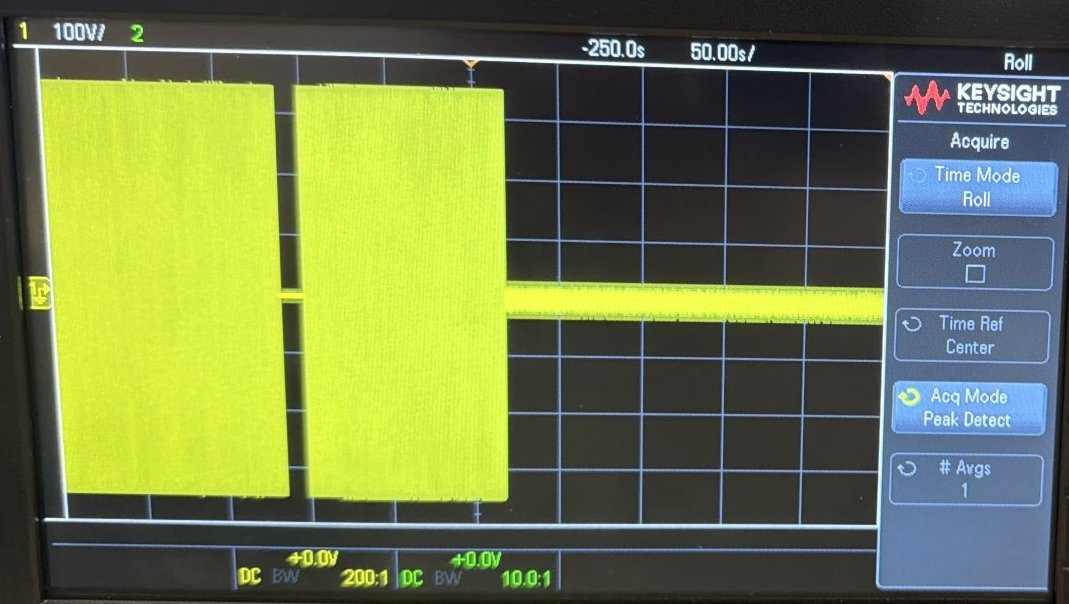 1 100V/ 2 -250.0s 50.00s/ Roll
KEYSIGHT
TECHNOLOGIES
Acquire
Time Mode
Roll
Zoom
Time Ref
Center
Acq Mode
Peak Detect
# Avgs
1
+0.0V +0.0V
DC BW 200:1 DC BW 10.0:1